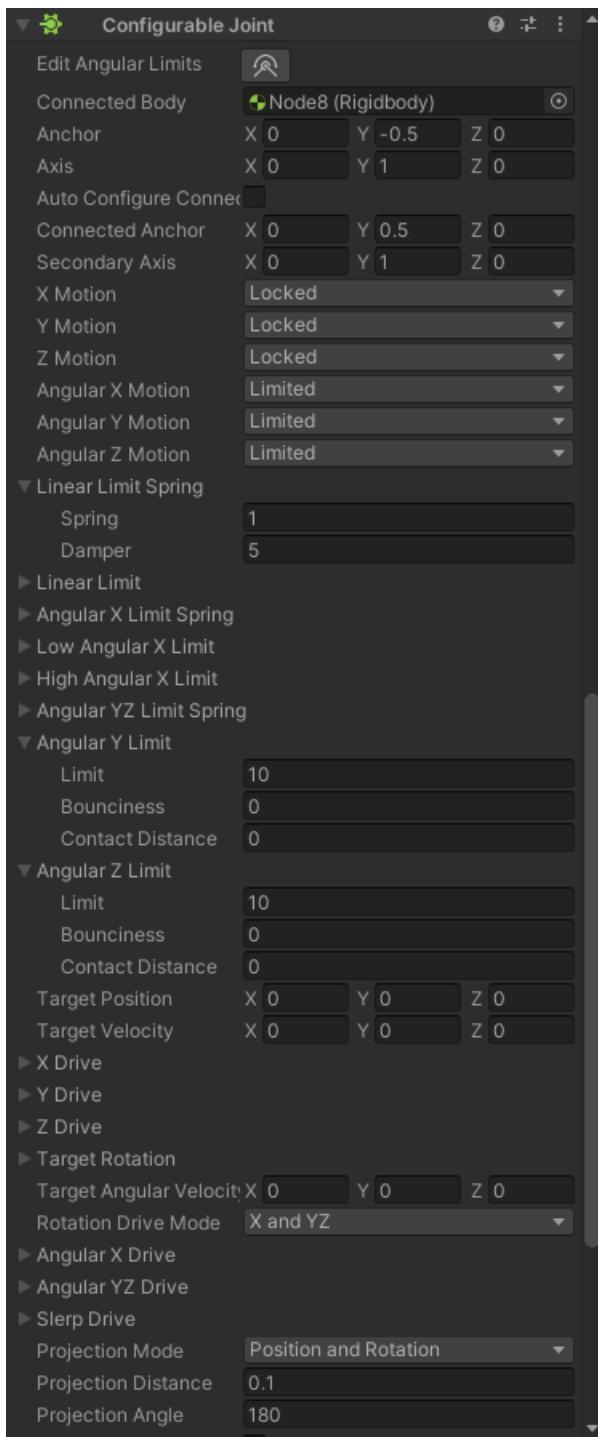 Configurable Joint
Edit Angular Limits
Connected Body Node8 (Rigidbody)
Anchor X 0 Y -0.5 Z 0
Axis X 0 Y 1 Z 0
Auto Configure Connec
Connected Anchor X 0 Y 0.5 Z 0
Secondary Axis X 0 Y 1 Z 0
X Motion Locked
Y Motion Locked
Z Motion Locked
Angular X Motion Limited
Angular Y Motion Limited
Angular Z Motion Limited
Linear Limit Spring
Spring 1
Damper 5
Linear Limit
Angular X Limit Spring
Low Angular X Limit
High Angular X Limit
Angular YZ Limit Spring
Angular Y Limit
Limit 10
Bounciness 0
Contact Distance 0
Angular Z Limit
Limit 10
Bounciness 0
Contact Distance 0
Target Position X 0 Y 0 Z 0
Target Velocity X 0 Y 0 Z 0
X Drive
Y Drive
Z Drive
Target Rotation
Target Angular Velocity X 0 Y 0 Z 0
Rotation Drive Mode X and YZ
Angular X Drive
Angular YZ Drive
Slerp Drive
Projection Mode Position and Rotation
Projection Distance 0.1
Projection Angle 180